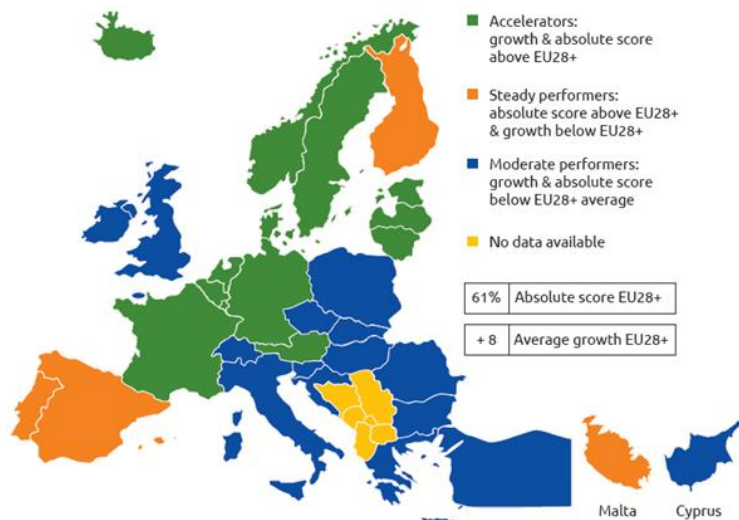 Accelerators:
growth & absolute score
above EU28+
Steady performers:
absolute score above EU28+
& growth below EU28+
Moderate performers:
growth & absolute score
below EU28+ average
No data available
61% Absolute score EU28+
+ 8 Average growth EU28+
Malta Cyprus